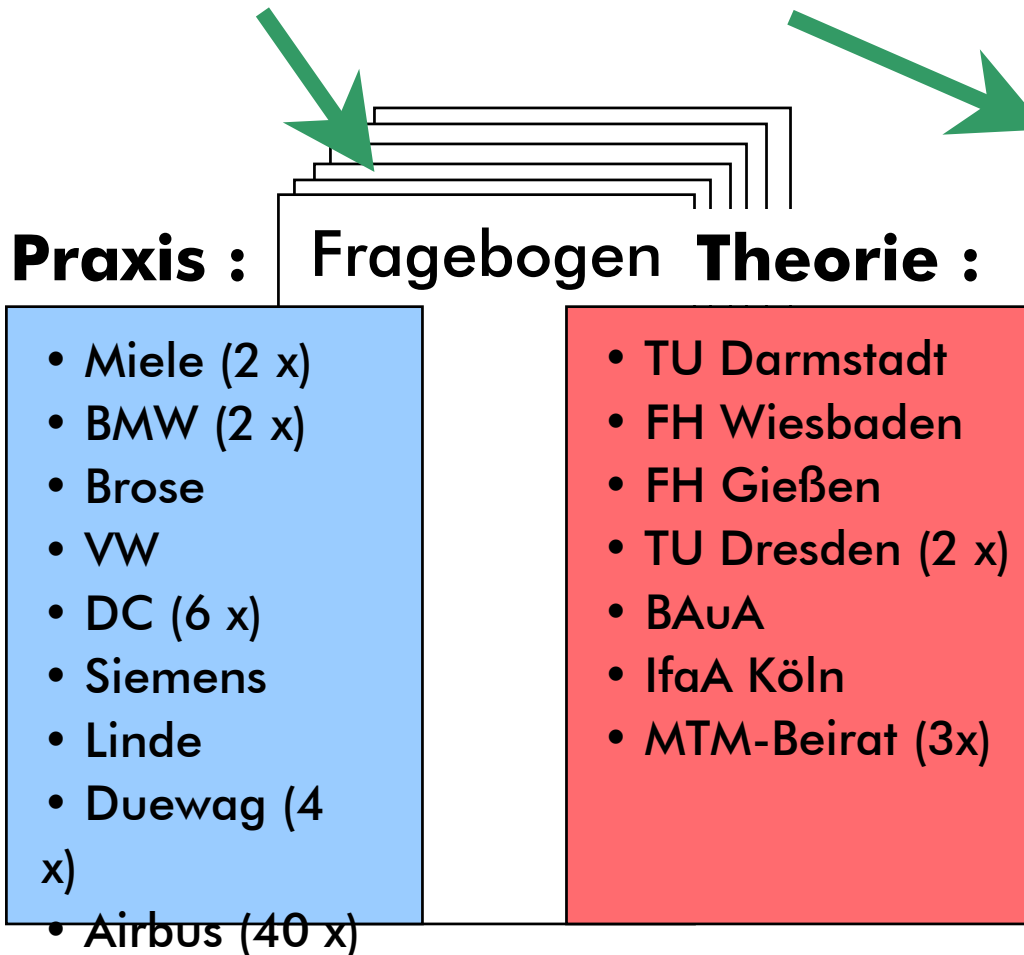 Praxis :
Fragebogen
Theorie :
• Miele (2 x)
• BMW (2 x)
• Brose
• VW
• DC (6 x)
• Siemens
• Linde
• Duewag (4
x)
• Airbus (40 x)
• TU Darmstadt
• FH Wiesbaden
• FH Gießen
• TU Dresden (2 x)
• BAuA
• IfaA Köln
• MTM-Beirat (3x)